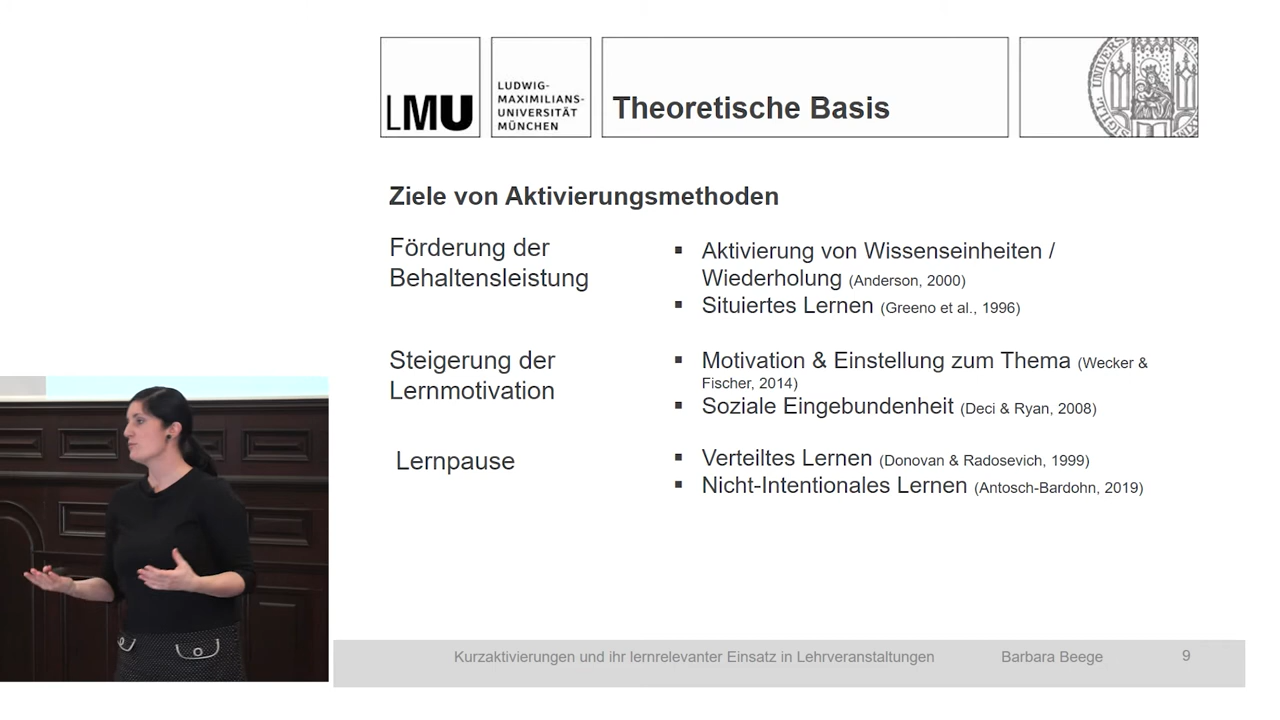 LMU
LUDWIG-
MAXIMILIANS-
UNIVERSITÄT
MÜNCHEN
Theoretische Basis
Ziele von Aktivierungsmethoden
Förderung der
Behaltensleistung
▪ Aktivierung von Wissenseinheiten /
Wiederholung (Anderson, 2000)
▪ Situiertes Lernen (Greeno et al., 1996)
Steigerung der
Lernmotivation
▪ Motivation & Einstellung zum Thema (Wecker &
Fischer, 2014)
▪ Soziale Eingebundenheit (Deci & Ryan, 2008)
Lernpause
▪ Verteiltes Lernen (Donovan & Radosevich, 1999)
▪ Nicht-Intentionales Lernen (Antosch-Bardohn, 2019)
Kurzaktivierungen und ihr lernrelevanter Einsatz in Lehrveranstaltungen Barbara Beege 9